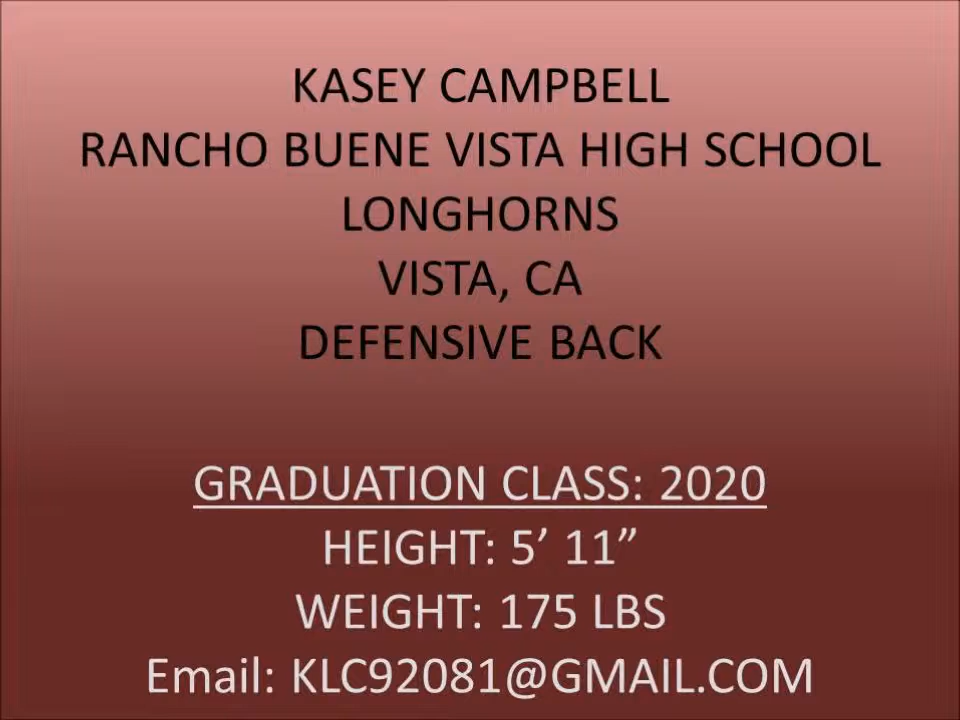 KASEY CAMPBELL
RANCHO BUENE VISTA HIGH SCHOOL
LONGHORNS
VISTA, CA
DEFENSIVE BACK
GRADUATION CLASS: 2020
HEIGHT: 5’ 11”
WEIGHT: 175 LBS
Email: KLC92081@GMAIL.COM